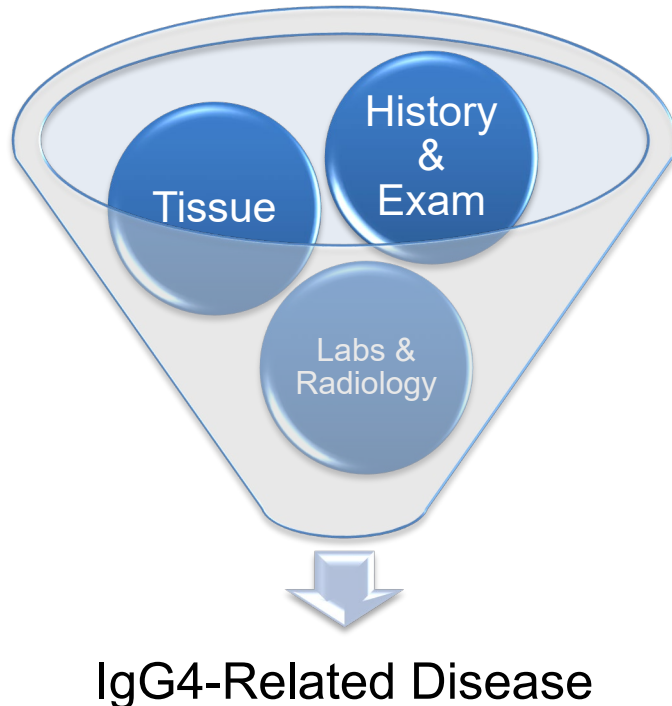 History
&
Exam
Tissue
Labs &
Radiology
IgG4-Related Disease